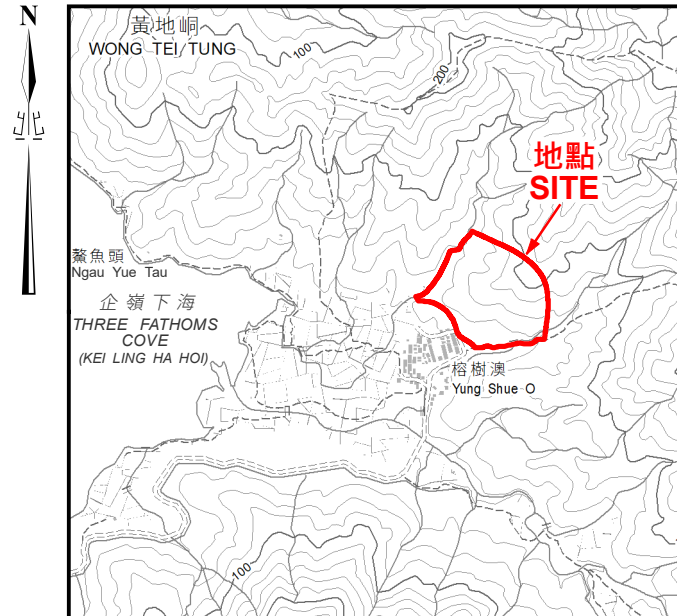 N
黃地峒
WONG TEI TUNG
100
200
地點
SITE
鰲魚頭
Ngau Yue Tau
企嶺下海
THREE FATHOMS
COVE
(KEI LING HA HOI)
榕樹澳
Yung Shue O
100